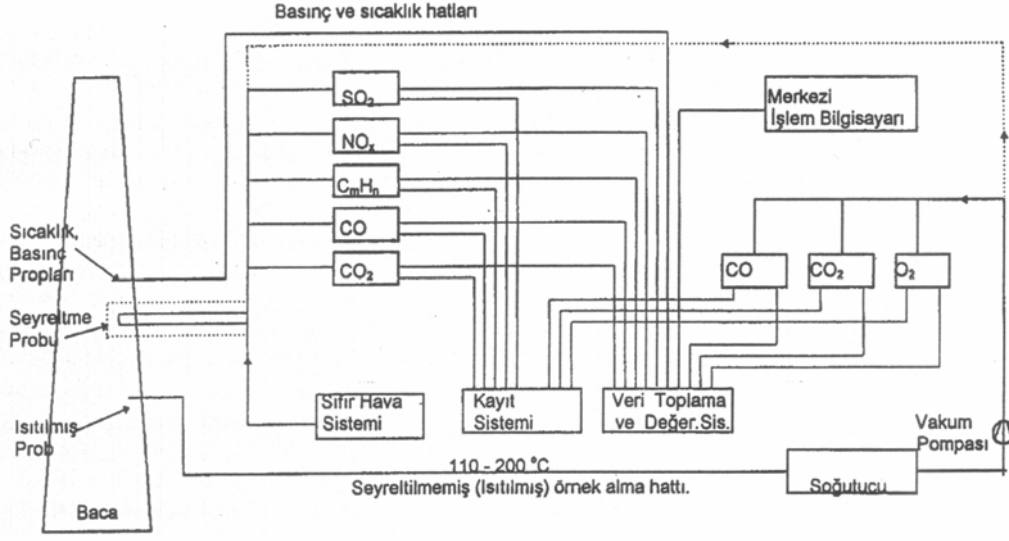 Basınç ve sıcaklık hatları
SO2
NOx
CmHn
CO
CO2
Merkezi
İşlem Bilgisayarı
Sıcaklık,
Basınç
Propları
CO
CO2
O2
Seyreltme
Probu
Sıfır Hava
Sistemi
Kayıt
Sistemi
Veri Toplama
ve Değer.Sis.
Isıtılmış
Prob
Vakum
Pompası
110 - 200 °C
Seyreltilmemiş (Isıtılmış) örnek alma hattı.
Soğutucu
Baca